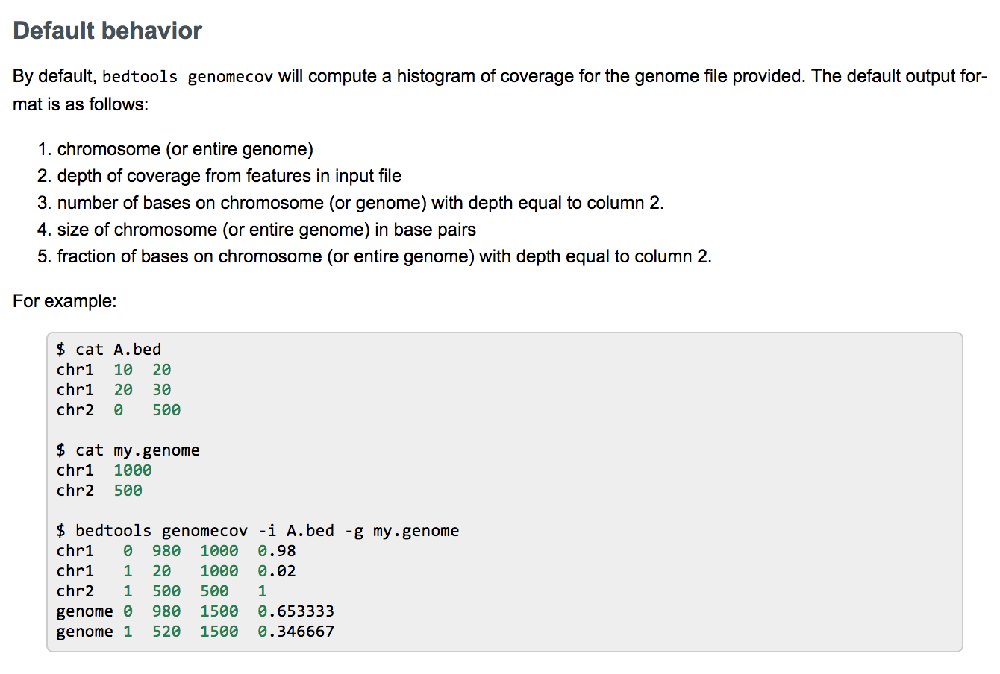 Default behavior
By default, bedtools genomecov will compute a histogram of coverage for the genome file provided. The default output for-
mat is as follows:
1. chromosome (or entire genome)
2. depth of coverage from features in input file
3. number of bases on chromosome (or genome) with depth equal to column 2.
4. size of chromosome (or entire genome) in base pairs
5. fraction of bases on chromosome (or entire genome) with depth equal to column 2.
For example:
$ cat A.bed
chr1  10  20
chr1  20  30
chr2  0   500
$ cat my.genome
chr1  1000
chr2  500
$ bedtools genomecov -i A.bed -g my.genome
chr1   0  980  1000  0.98
chr1   1  20   1000  0.02
chr2   1  500  500   1
genome 0  980  1500  0.653333
genome 1  520  1500  0.346667